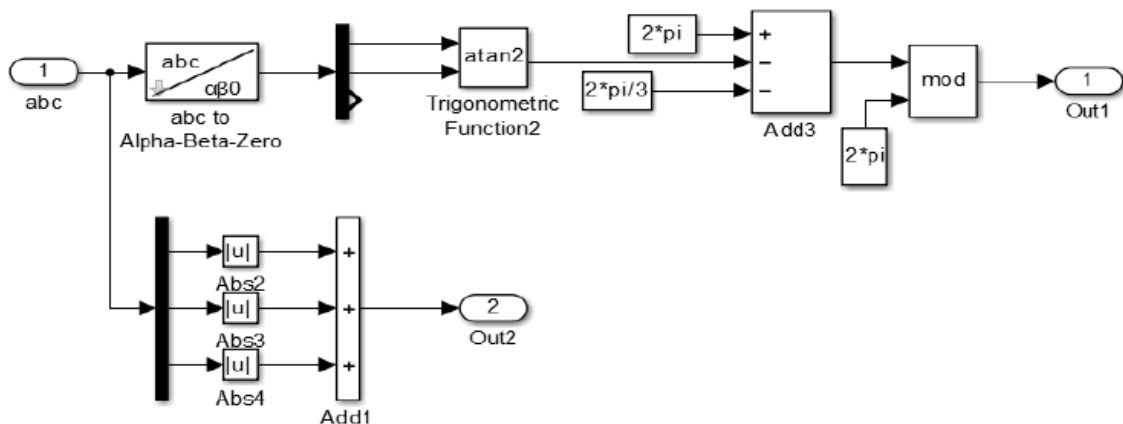 1
abc
abc
αβ0
abc to
Alpha-Beta-Zero
atan2
Trigonometric
Function2
2*pi
2*pi/3
+
−
−
Add3
2*pi
mod
1
Out1
|u|
Abs2
|u|
Abs3
|u|
Abs4
+
+
+
Add1
2
Out2